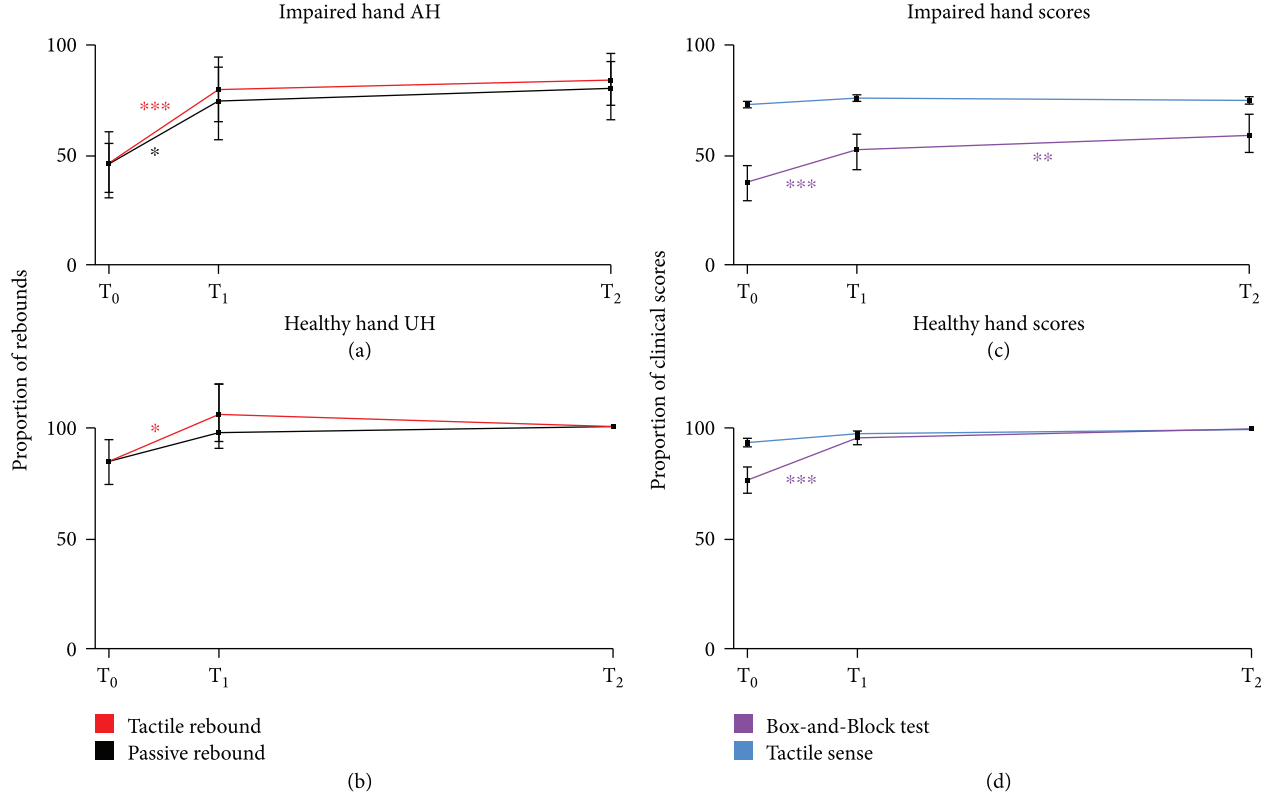 Impaired hand AH
100
***
*
50
0
T0 T1 T2
Healthy hand UH
(a)
Proportion of rebounds
100
*
50
0
T0 T1 T2
Tactile rebound
Passive rebound
(b)
Impaired hand scores
100
50
***
**
0
T0 T1 T2
Healthy hand scores
(c)
Proportion of clinical scores
100
***
50
0
T0 T1 T2
Box-and-Block test
Tactile sense
(d)